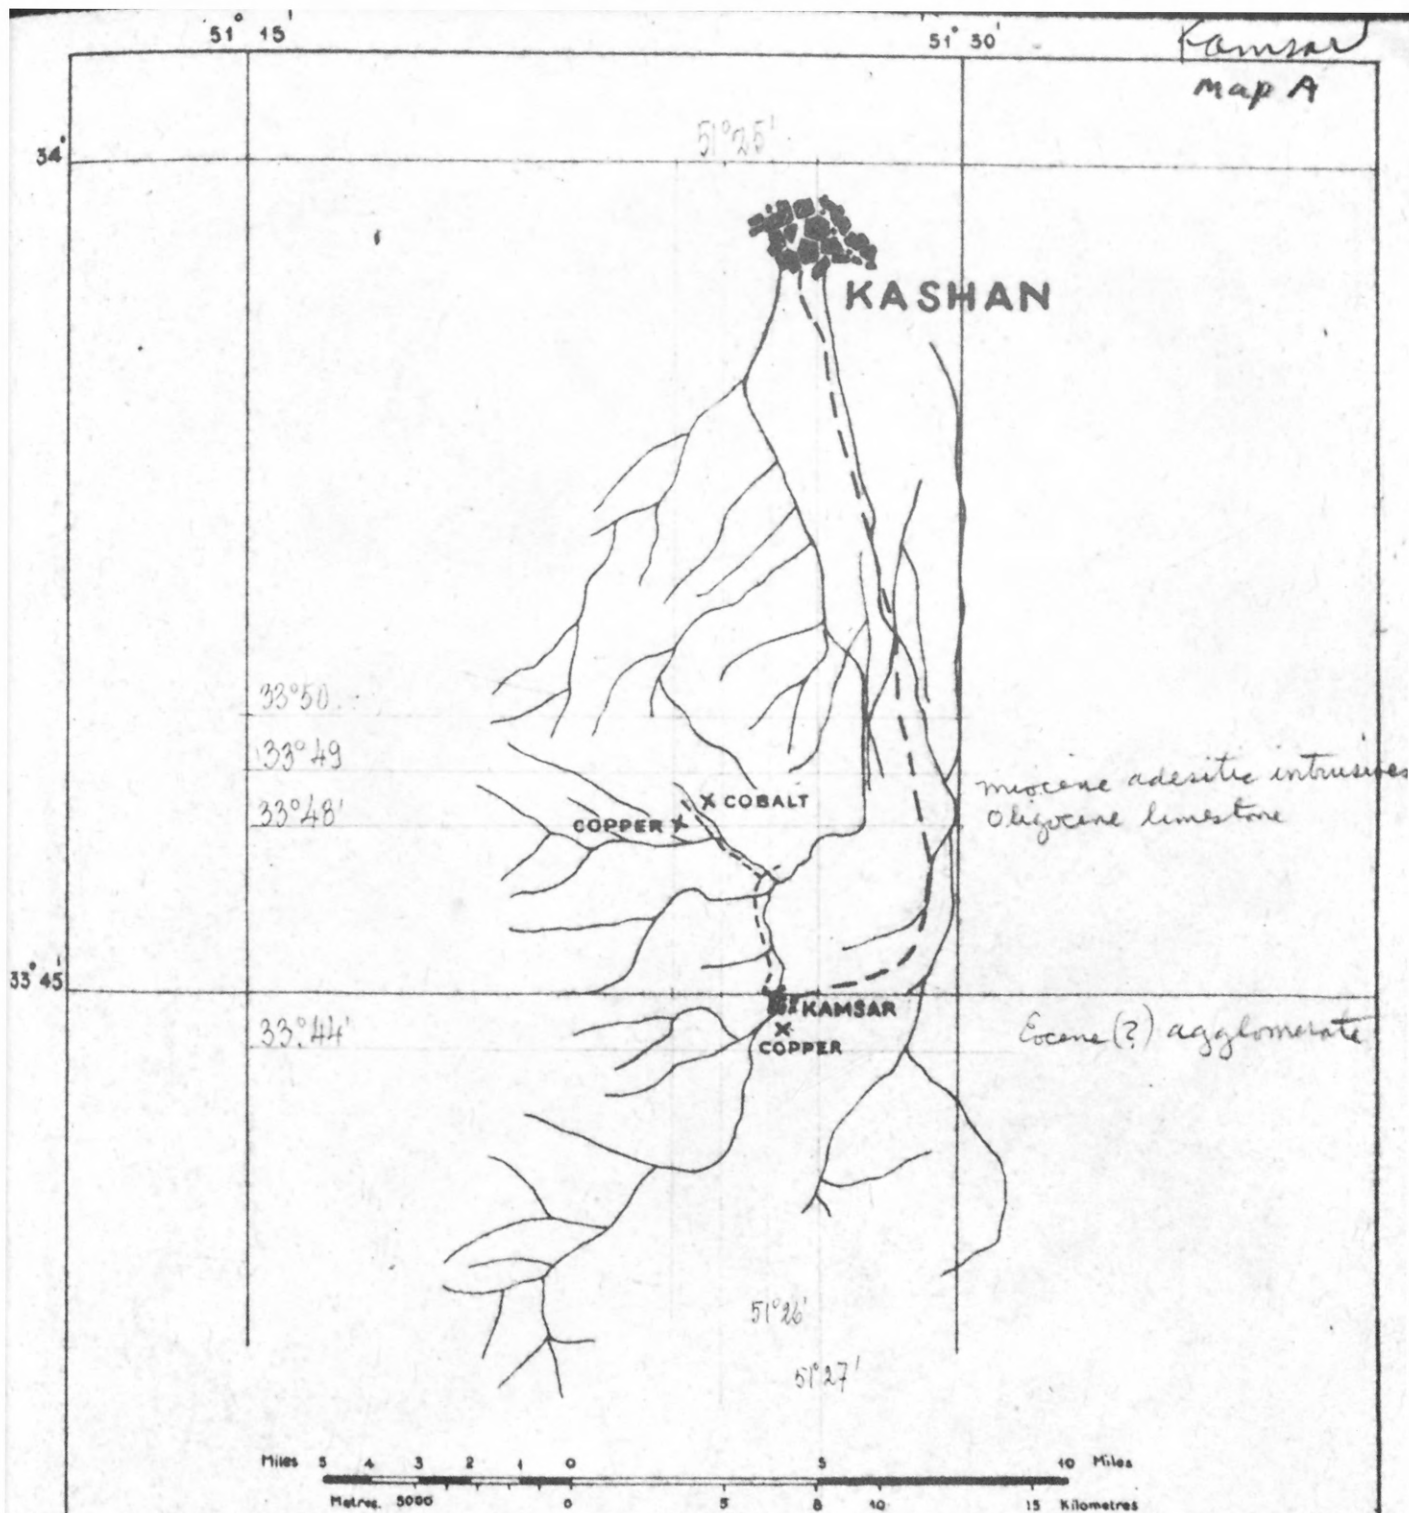 51° 15'
51° 30'
Kamsar
Map A
34°
51°25'
KASHAN
33°50
33°49
33°48'
COBALT
COPPER
miocene adesitic intrusives
Oligocene limestone
33°45'
KAMSAR
COPPER
33°44'
Eocene (?) agglomerate
51°26'
51°27'
Miles 5 4 3 2 1 0 5 10 Miles
Metres. 5000 0 5 8 10 15 Kilometres